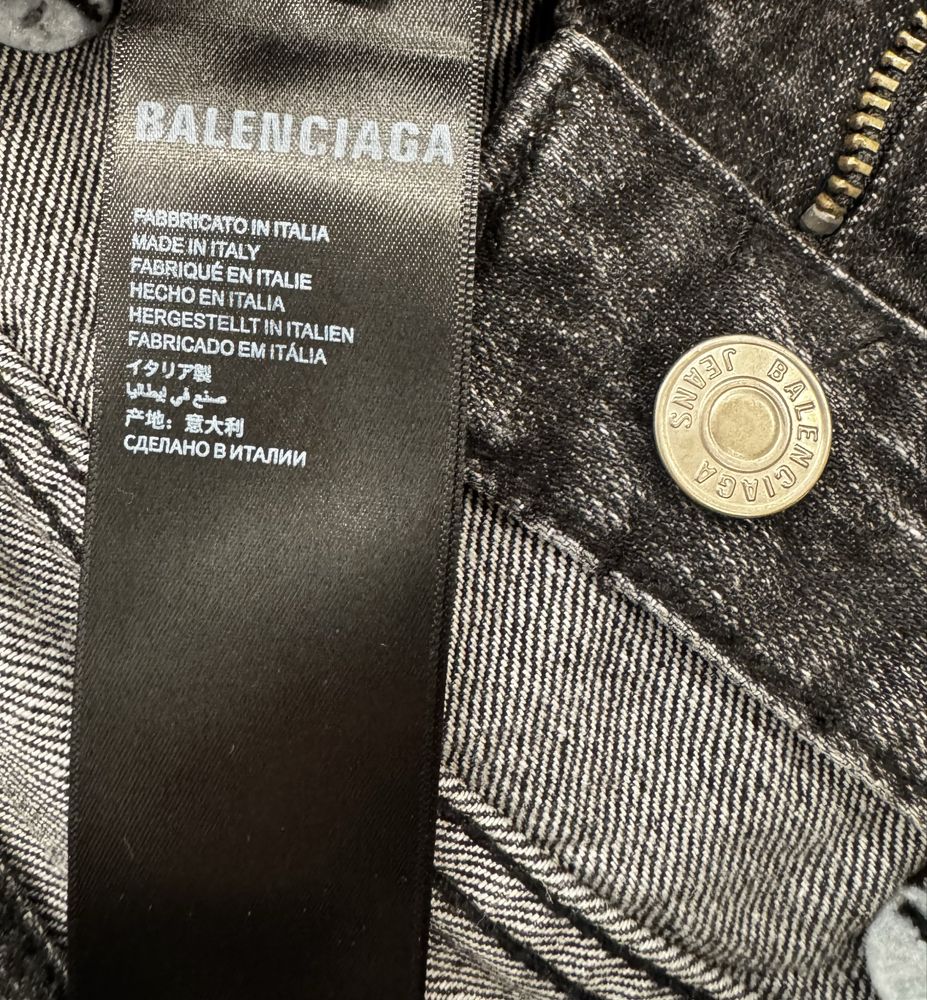 BALENCIAGA
FABBRICATO IN ITALIA
MADE IN ITALY
FABRIQUÉ EN ITALIE
HECHO EN ITALIA
HERGESTELLT IN ITALIEN
FABRICADO EM ITÁLIA
イタリア製
صنع في إيطاليا
产地：意大利
СДЕЛАНО В ИТАЛИИ
BALENCIAGA
JEANS